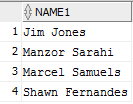 NAME1
1 Jim Jones
2 Manzor Sarahi
3 Marcel Samuels
4 Shawn Fernandes